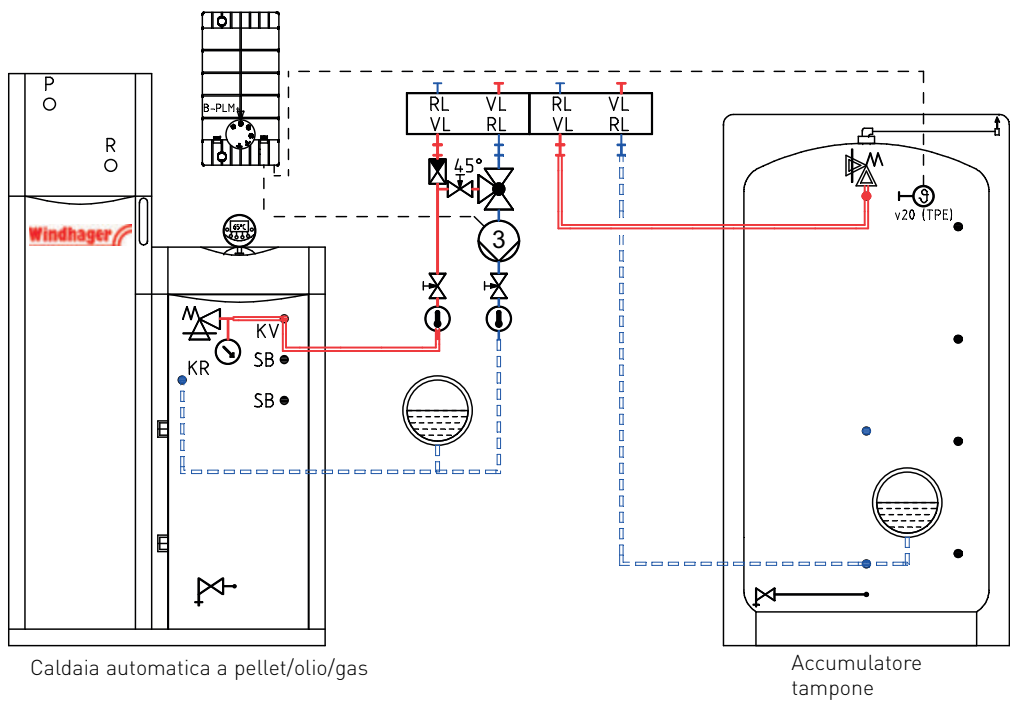 P
R
B-PLM
RL VL RL VL
VL RL VL RL
45°
3
v20 (TPE)
Windhager
65°C
KV
SB
KR
SB
Caldaia automatica a pellet/olio/gas
Accumulatore
tampone